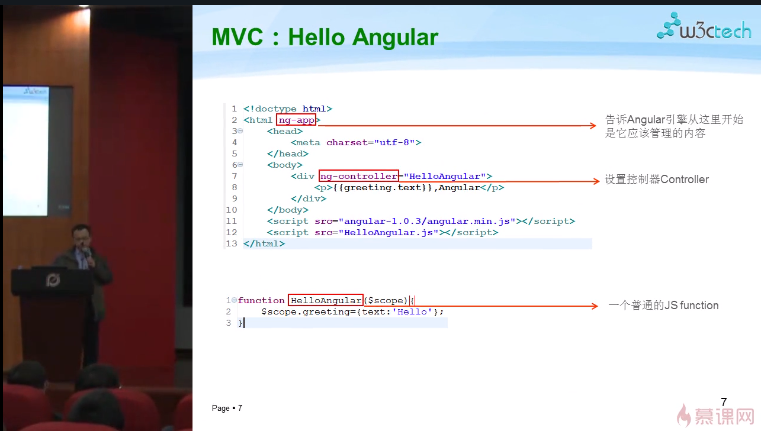 MVC：Hello Angular
w3ctech
1 <!doctype html>
2 <html ng-app>
3 <head>
4 <meta charset="utf-8">
5 </head>
6 <body>
7 <div ng-controller="HelloAngular">
8 <p>{{greeting.text}},Angular</p>
9 </div>
10 </body>
11 <script src="angular-1.0.3/angular.min.js"></script>
12 <script src="HelloAngular.js"></script>
13 </html>
告诉Angular引擎从这里开始
是它应该管理的内容
设置控制器Controller
1 function HelloAngular($scope){
2 $scope.greeting={text:'Hello'};
3 }
一个普通的JS function
Page • 7
7
慕课网